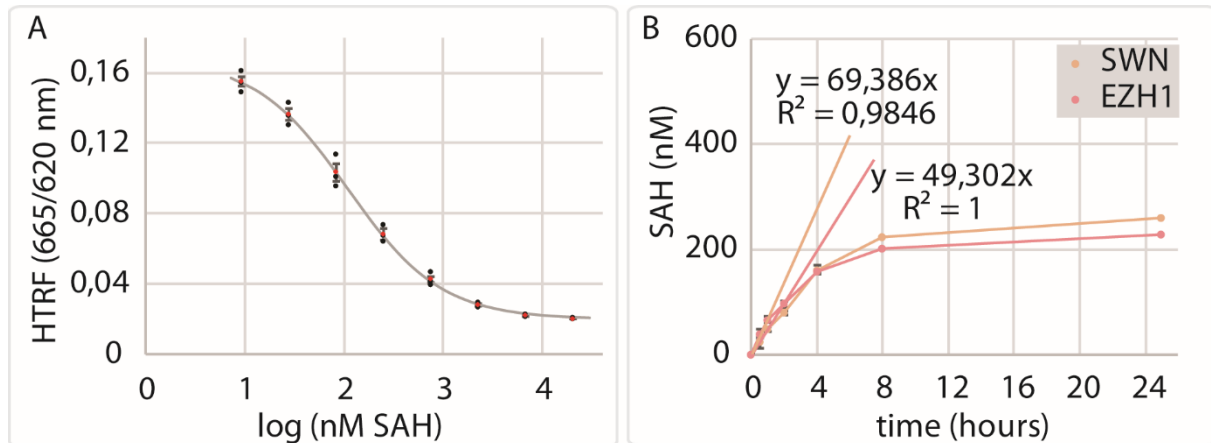 A
HTRF (665/620 nm)
0,16
0,12
0,08
0,04
0
0 1 2 3 4
log (nM SAH)
B
SAH (nM)
600
400
200
0
y = 69,386x
R² = 0,9846
y = 49,302x
R² = 1
SWN
EZH1
0 4 8 12 16 20 24
time (hours)